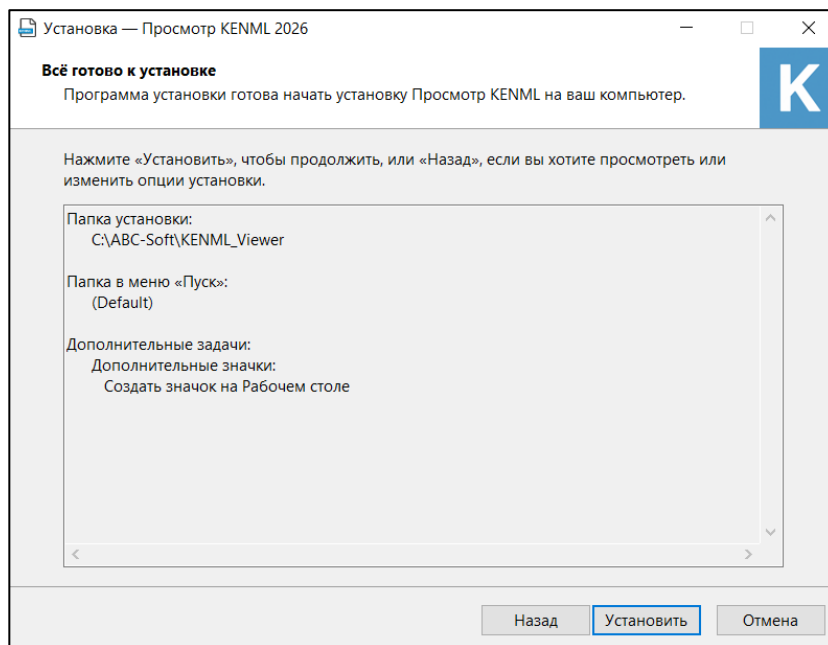 Установка — Просмотр KENML 2026
Всё готово к установке
Программа установки готова начать установку Просмотр KENML на ваш компьютер.
K
Нажмите «Установить», чтобы продолжить, или «Назад», если вы хотите просмотреть или
изменить опции установки.
Папка установки:
C:\ABC-Soft\KENML_Viewer
Папка в меню «Пуск»:
(Default)
Дополнительные задачи:
Дополнительные значки:
Создать значок на Рабочем столе
Назад Установить Отмена